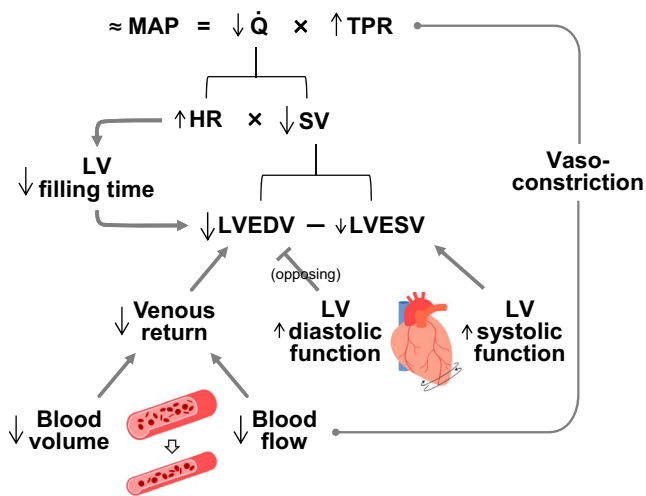 ≈ MAP = ↓ Q̇ × ↑ TPR
↑HR × ↓SV
Vaso-
constriction
↓ LV
filling time
↓LVEDV – ↓LVESV
(opposing)
↓ Venous
return
LV
↑diastolic
function
LV
↑systolic
function
↓ Blood
volume
↓ Blood
flow